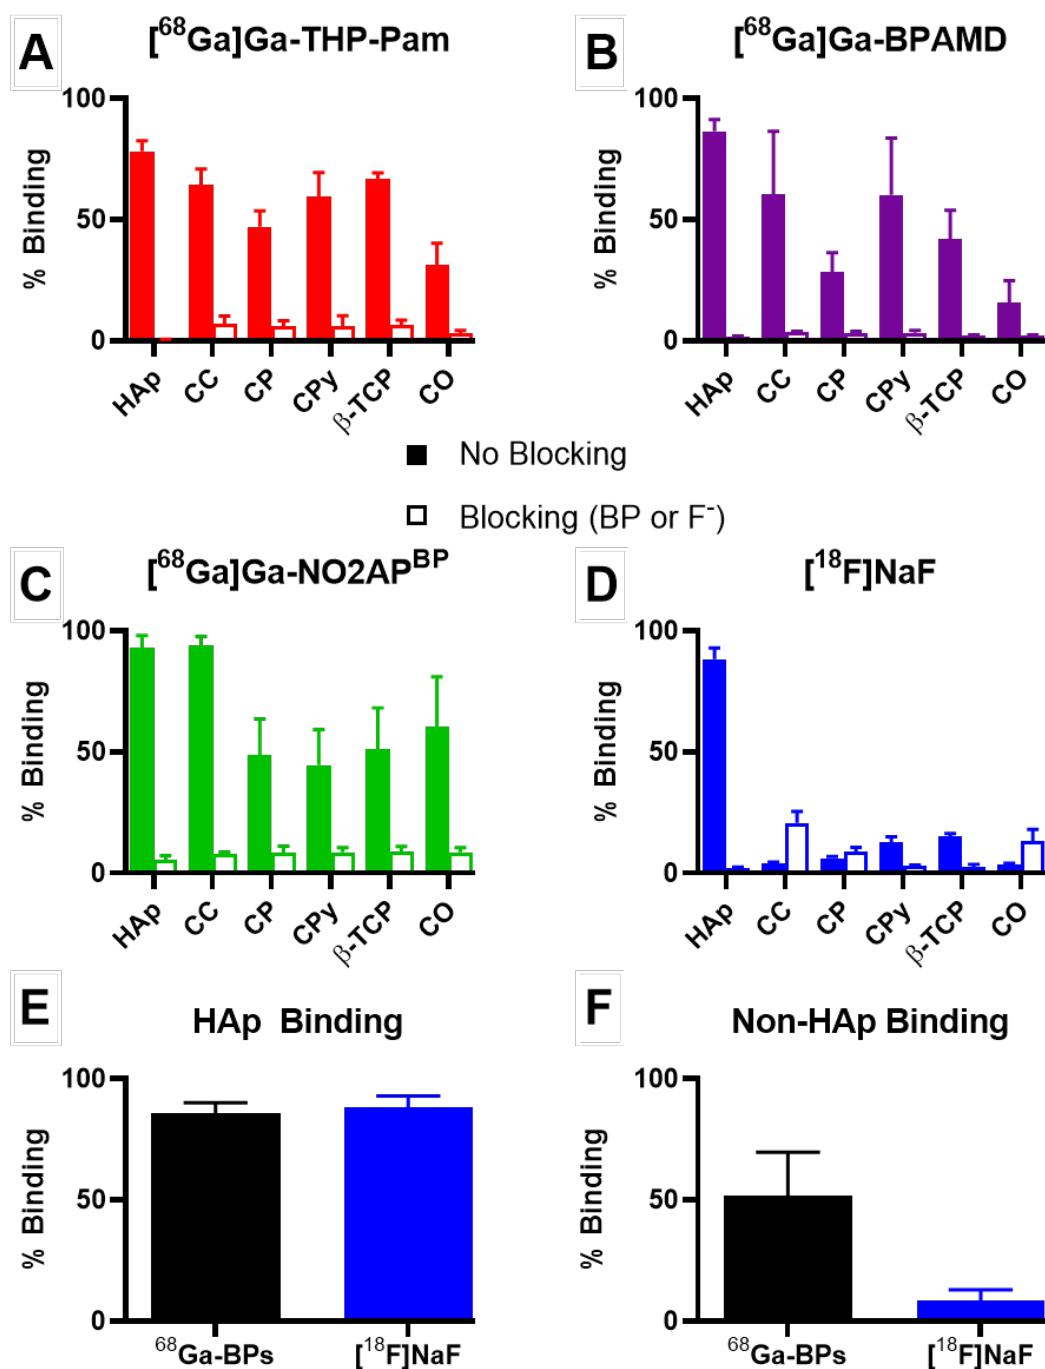 A
[⁶⁸Ga]Ga-THP-Pam
% Binding
100
50
0
HAp
CC
CP
CPy
β-TCP
CO
B
[⁶⁸Ga]Ga-BPAMD
% Binding
100
50
0
HAp
CC
CP
CPy
β-TCP
CO
No Blocking
Blocking (BP or F⁻)
C
[⁶⁸Ga]Ga-NO2APᴮᴾ
% Binding
100
50
0
HAp
CC
CP
CPy
β-TCP
CO
D
[¹⁸F]NaF
% Binding
100
50
0
HAp
CC
CP
CPy
β-TCP
CO
E
HAp Binding
% Binding
100
50
0
⁶⁸Ga-BPs
[¹⁸F]NaF
F
Non-HAp Binding
% Binding
100
50
0
⁶⁸Ga-BPs
[¹⁸F]NaF